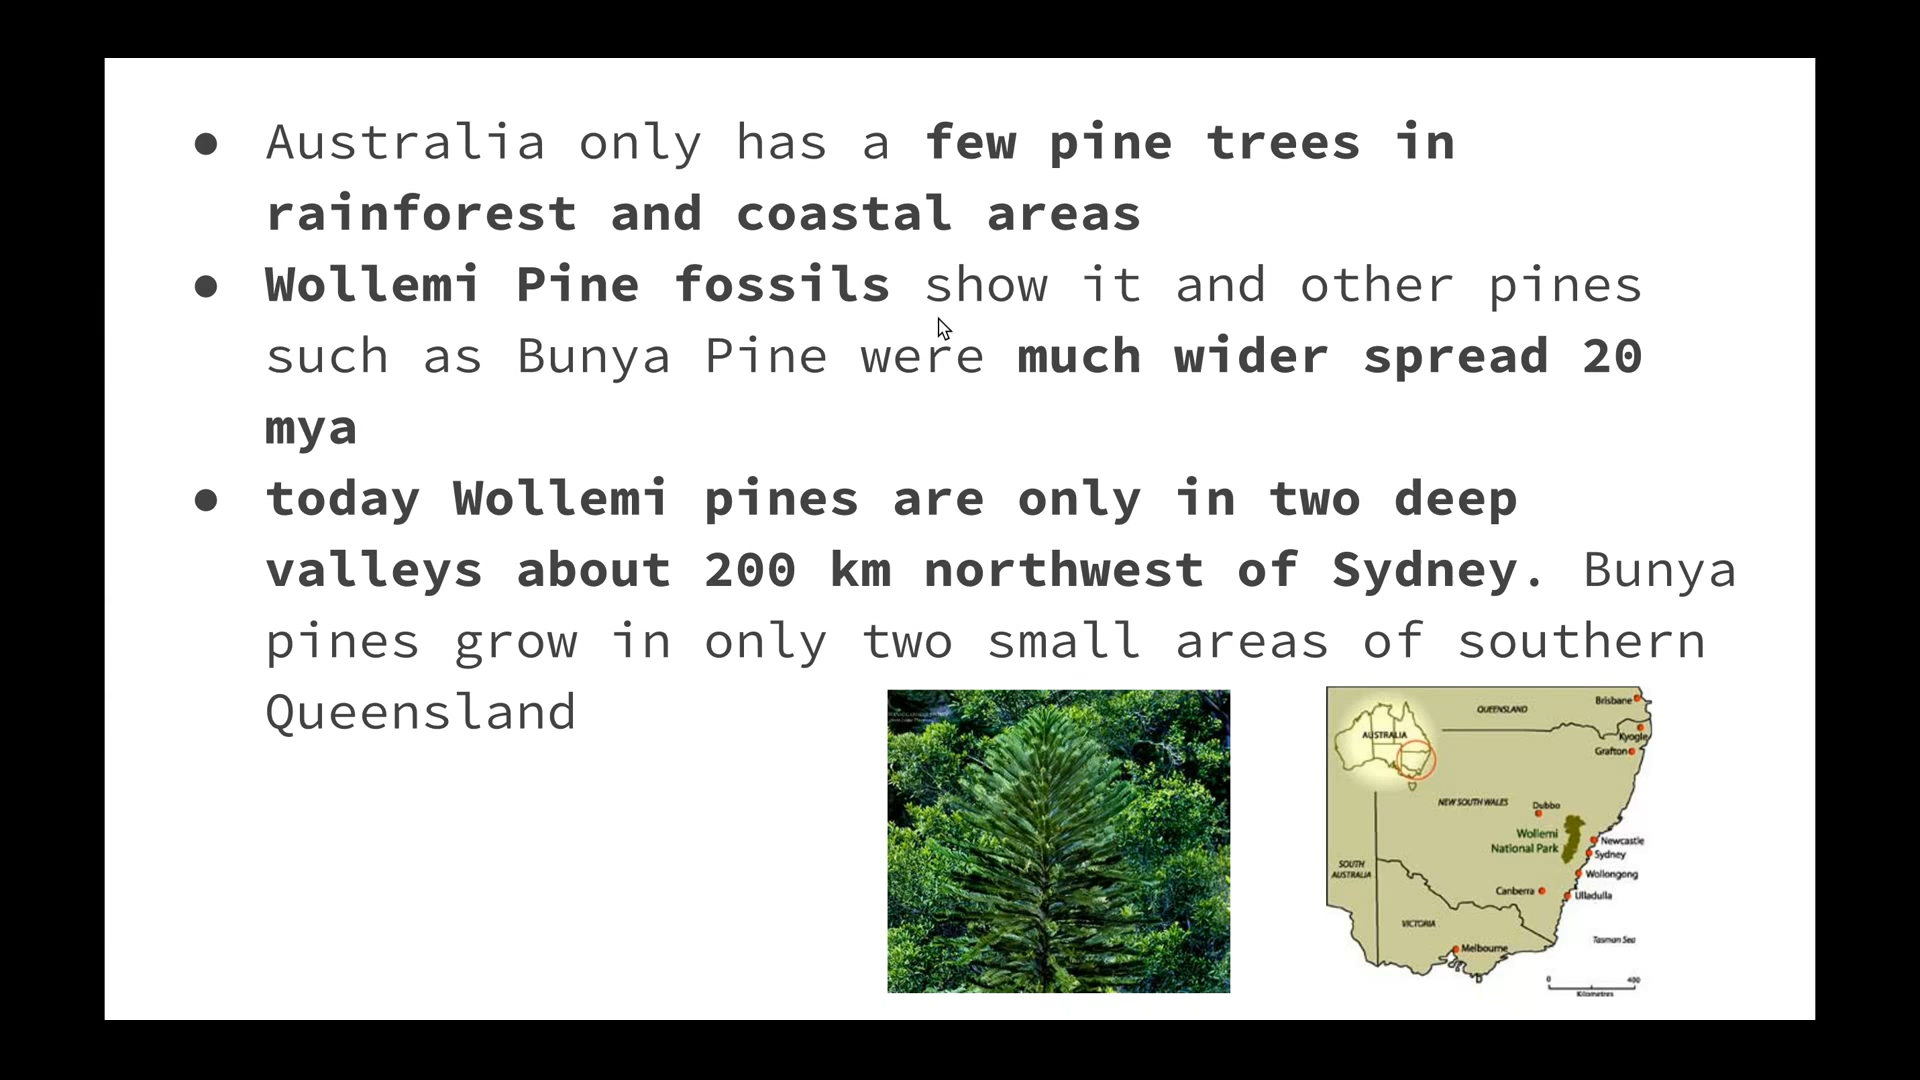 ● Australia only has a few pine trees in
rainforest and coastal areas
● Wollemi Pine fossils show it and other pines
such as Bunya Pine were much wider spread 20
mya
● today Wollemi pines are only in two deep
valleys about 200 km northwest of Sydney. Bunya
pines grow in only two small areas of southern
Queensland
Brisbane
QUEENSLAND
AUSTRALIA
Kyogle
Grafton
NEW SOUTH WALES
Dubbo
Wollemi
National Park
Newcastle
Sydney
SOUTH
AUSTRALIA
Wollongong
Canberra
Ulladulla
VICTORIA
Tasman Sea
Melbourne
0 400
Kilometres